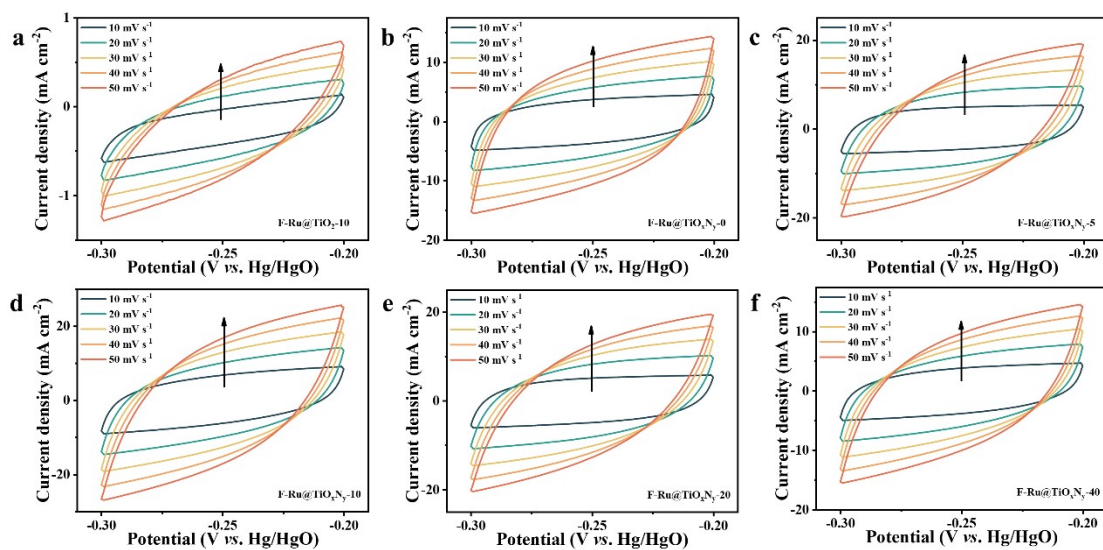 a
Current density (mA cm⁻²)
1
0
-1
10 mV s⁻¹
20 mV s⁻¹
30 mV s⁻¹
40 mV s⁻¹
50 mV s⁻¹
F-Ru@TiO₂-10
-0.30
-0.25
-0.20
Potential (V vs. Hg/HgO)
b
Current density (mA cm⁻²)
10
0
-10
-20
10 mV s⁻¹
20 mV s⁻¹
30 mV s⁻¹
40 mV s⁻¹
50 mV s⁻¹
F-Ru@TiOₓNᵧ-0
-0.30
-0.25
-0.20
Potential (V vs. Hg/HgO)
c
Current density (mA cm⁻²)
20
0
-20
10 mV s⁻¹
20 mV s⁻¹
30 mV s⁻¹
40 mV s⁻¹
50 mV s⁻¹
F-Ru@TiOₓNᵧ-5
-0.30
-0.25
-0.20
Potential (V vs. Hg/HgO)
d
Current density (mA cm⁻²)
20
0
-20
10 mV s⁻¹
20 mV s⁻¹
30 mV s⁻¹
40 mV s⁻¹
50 mV s⁻¹
F-Ru@TiOₓNᵧ-10
-0.30
-0.25
-0.20
Potential (V vs. Hg/HgO)
e
Current density (mA cm⁻²)
20
10
0
-10
-20
10 mV s⁻¹
20 mV s⁻¹
30 mV s⁻¹
40 mV s⁻¹
50 mV s⁻¹
F-Ru@TiOₓNᵧ-20
-0.30
-0.25
-0.20
Potential (V vs. Hg/HgO)
f
Current density (mA cm⁻²)
10
0
-10
-20
10 mV s⁻¹
20 mV s⁻¹
30 mV s⁻¹
40 mV s⁻¹
50 mV s⁻¹
F-Ru@TiOₓNᵧ-40
-0.30
-0.25
-0.20
Potential (V vs. Hg/HgO)